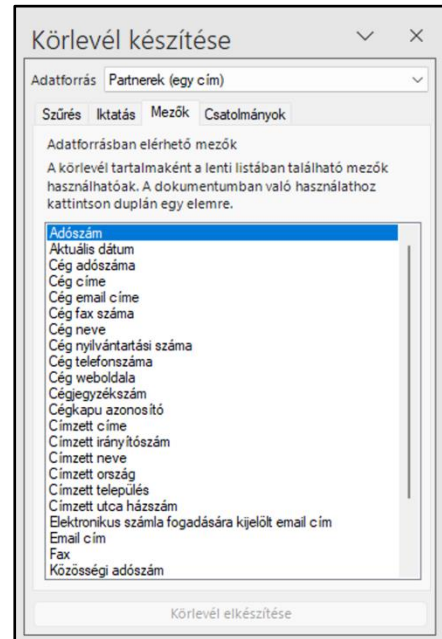 Körlevél készítése
Adatforrás Partnerek (egy cím)
Szűrés Iktatás Mezők Csatolmányok
Adatforrásban elérhető mezők
A körlevél tartalmaként a lenti listában található mezők
használhatóak. A dokumentumban való használathoz
kattintson duplán egy elemre.
Adószám
Aktuális dátum
Cég adószáma
Cég címe
Cég email címe
Cég fax száma
Cég neve
Cég nyilvántartási száma
Cég telefonszáma
Cég weboldala
Cégjegyzékszám
Cégkapu azonosító
Címzett címe
Címzett irányítószám
Címzett neve
Címzett ország
Címzett település
Címzett utca házszám
Elektronikus számla fogadására kijelölt email cím
Email cím
Fax
Közösségi adószám
Körlevél elkészítése